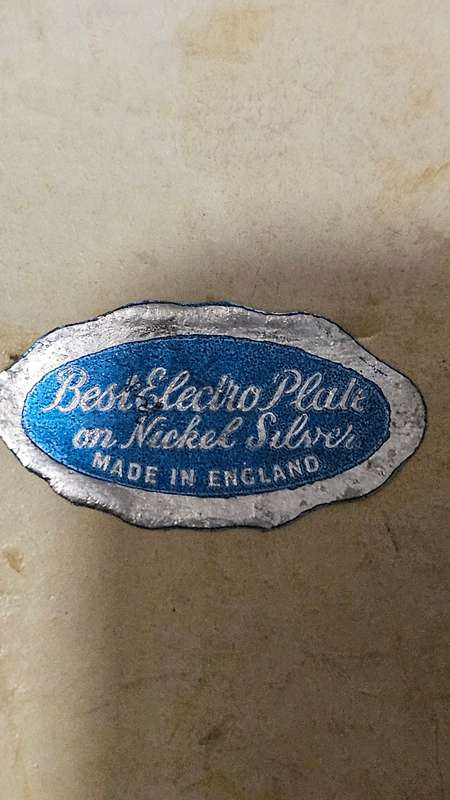 Best Electro Plate
on Nickel Silver
MADE IN ENGLAND